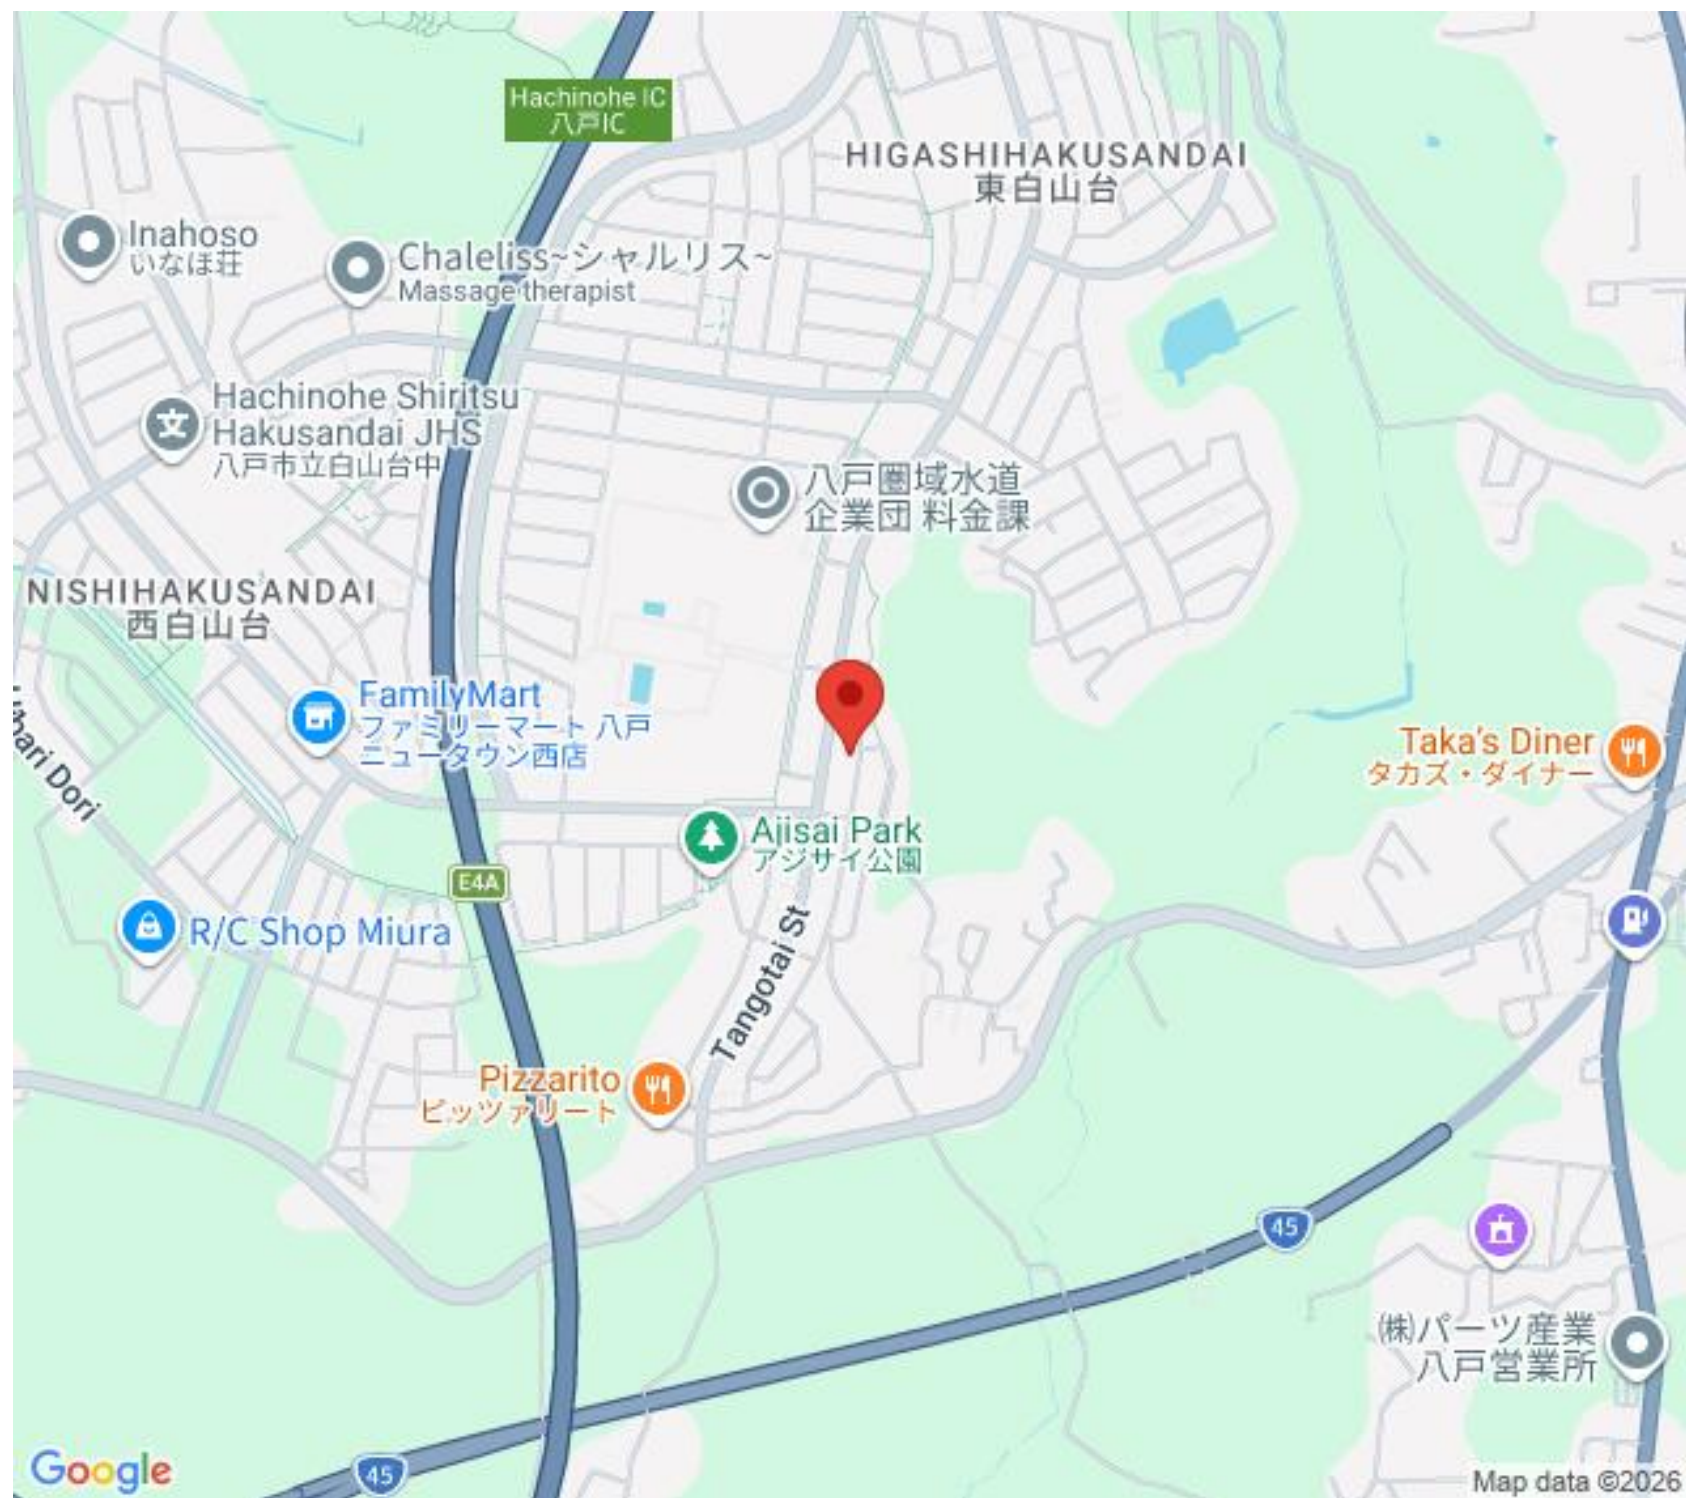 Hachinohe IC
八戸IC
HIGASHIHAKUSANDAI
東白山台
Inahoso
いなほ荘
Chaleliss~シャルリス~
Massage therapist
Hachinohe Shiritsu
Hakusandai JHS
八戸市立白山台中
八戸圏域水道
企業団 料金課
NISHIHAKUSANDAI
西白山台
FamilyMart
ファミリーマート 八戸
ニュータウン西店
Dori
Taka's Diner
タカズ・ダイナー
Ajisai Park
アジサイ公園
E4A
R/C Shop Miura
Tangotai St
Pizzarito
ピッツァリート
45
㈱パーツ産業
八戸営業所
45
Google
Map data ©2026